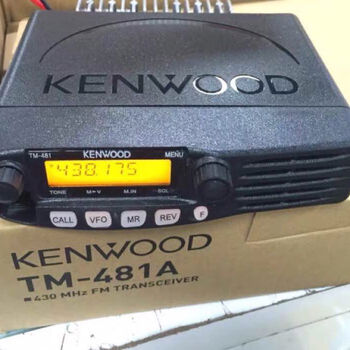 KENWOOD
TM-481 KENWOOD MENU
438.175
TONE M►V M.IN SQL
CALL VFO MR REV F
KENWOOD
TM-481A
■430 MHz FM TRANSCEIVER